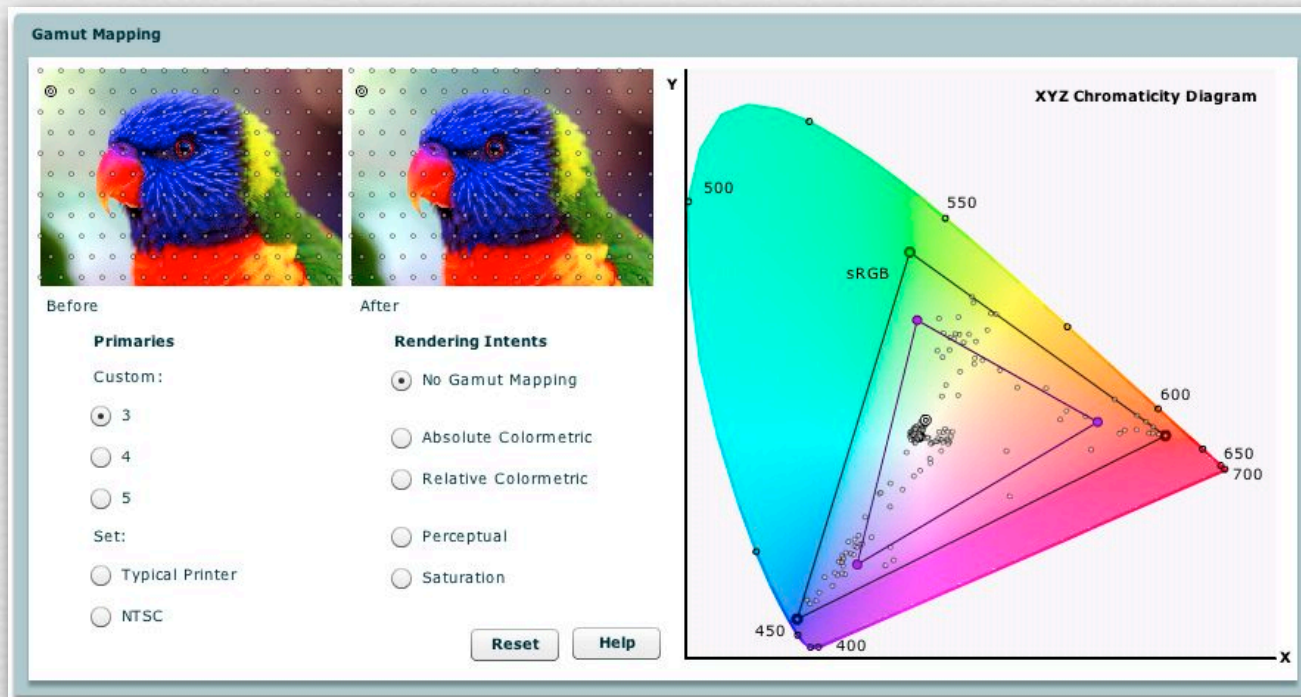 Gamut Mapping
Before
After
Primaries
Custom:
3
4
5
Set:
Typical Printer
NTSC
Rendering Intents
No Gamut Mapping
Absolute Colormetric
Relative Colormetric
Perceptual
Saturation
Reset
Help
Y
XYZ Chromaticity Diagram
500
550
sRGB
600
650
700
450
400
X